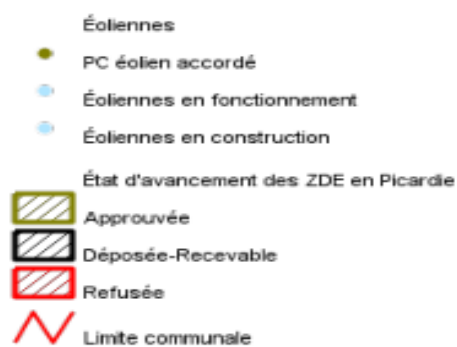 Éoliennes
PC éolien accordé
Éoliennes en fonctionnement
Éoliennes en construction
État d'avancement des ZDE en Picardie
Approuvée
Déposée-Recevable
Refusée
Limite communale